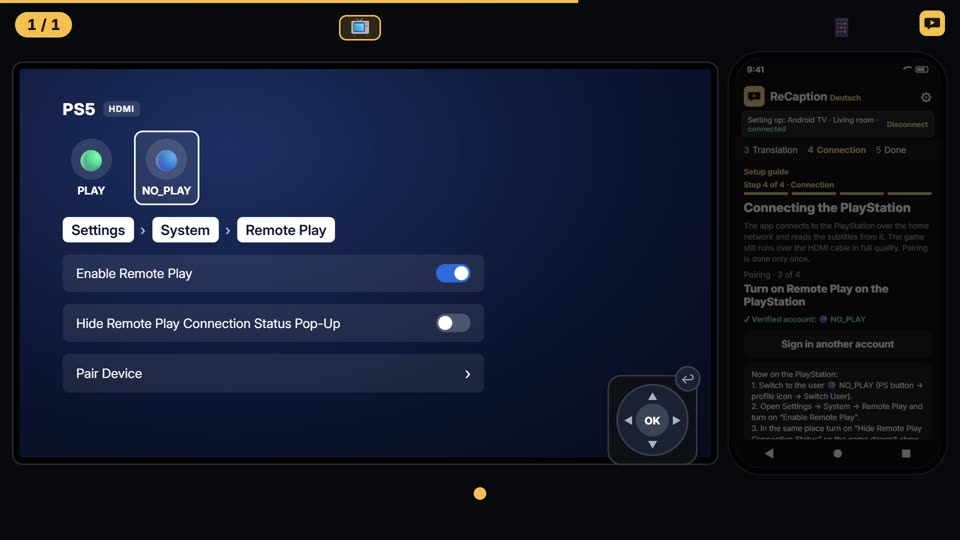 1 / 1
PS5 HDMI
PLAY NO_PLAY
Settings › System › Remote Play
Enable Remote Play
Hide Remote Play Connection Status Pop-Up
Pair Device ›
OK
9:41
ReCaption Deutsch
Setting up: Android TV · Living room ·
connected
Disconnect
3 Translation 4 Connection 5 Done
Setup guide
Step 4 of 4 · Connection
Connecting the PlayStation
The app connects to the PlayStation over the home
network and reads the subtitles from it. The game
still runs over the HDMI cable in full quality. Pairing
is done only once.
Pairing · 3 of 4
Turn on Remote Play on the
PlayStation
✓ Verified account: NO_PLAY
Sign in another account
Now on the PlayStation:
1. Switch to the user NO_PLAY (PS button →
profile icon → Switch User).
2. Open Settings → System → Remote Play and
turn on “Enable Remote Play”.
3. In the same place turn on “Hide Remote Play
Connection Status” so the game doesn't show